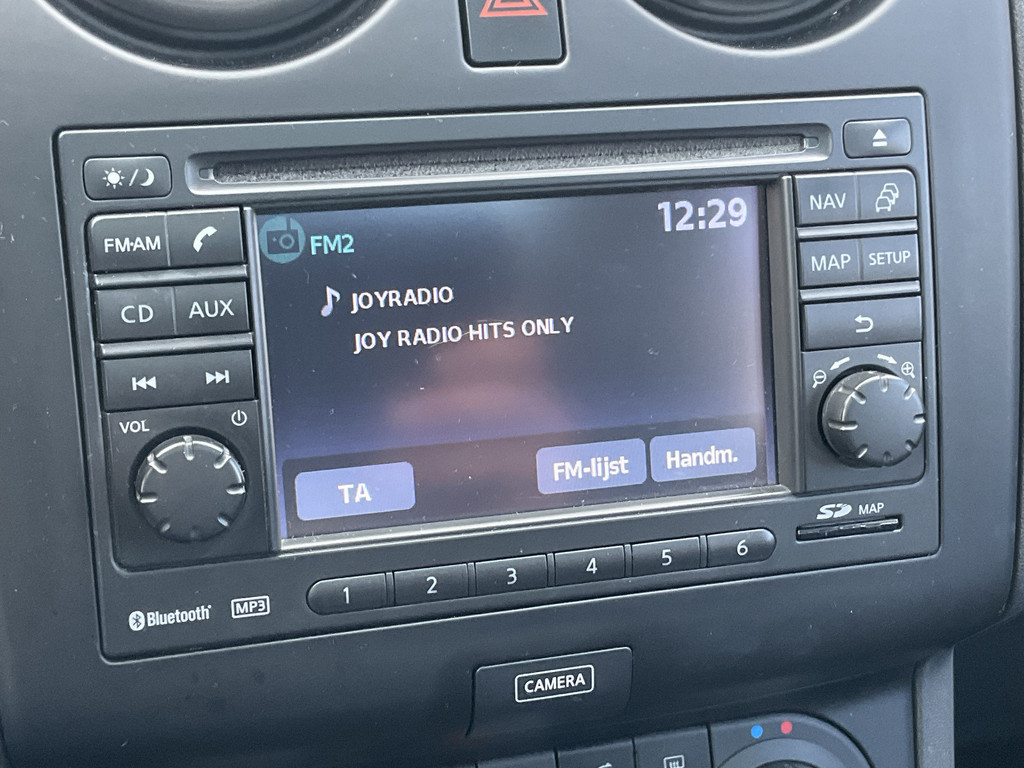 FM·AM
CD
AUX
VOL
FM2
12:29
JOYRADIO
JOY RADIO HITS ONLY
TA
FM-lijst
Handm.
NAV
MAP
SETUP
SD MAP
1 2 3 4 5 6
Bluetooth
MP3
CAMERA